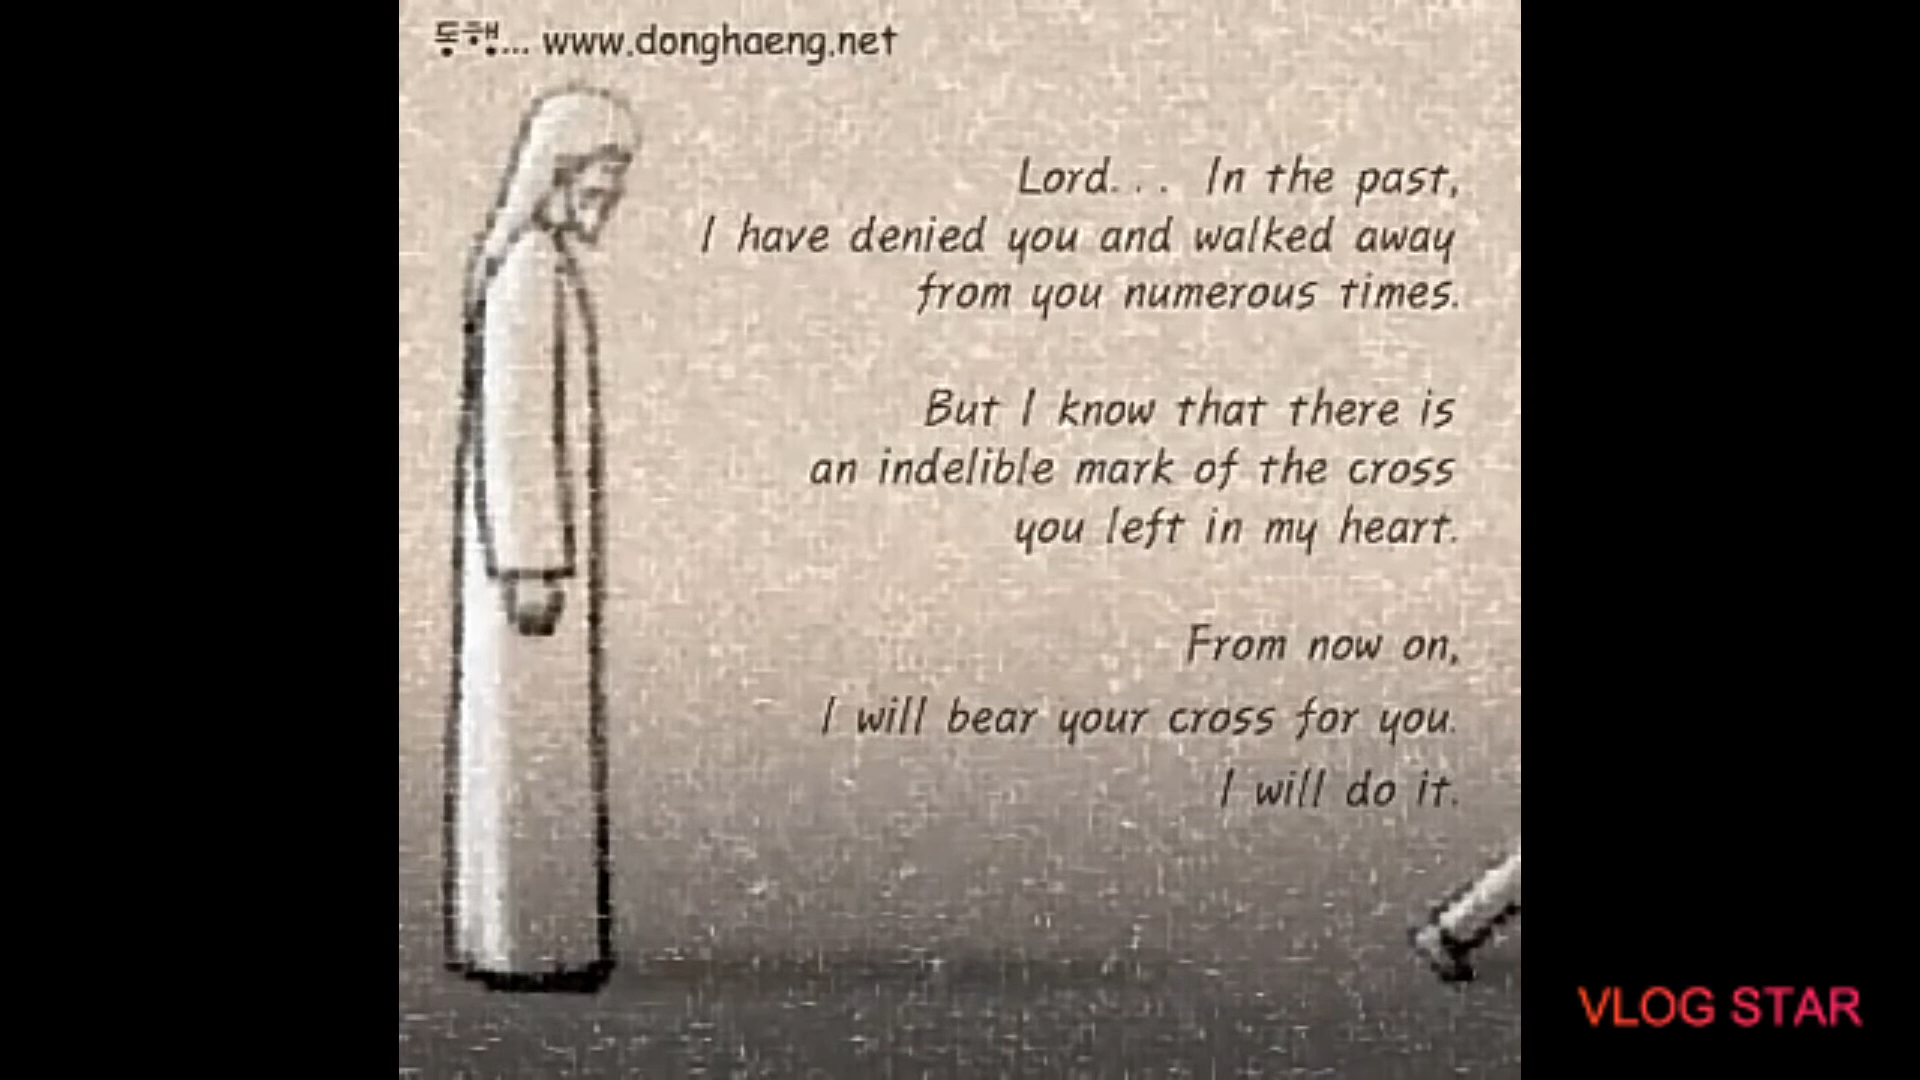 동행... www.donghaeng.net
Lord. . . In the past,
I have denied you and walked away
from you numerous times.
But I know that there is
an indelible mark of the cross
you left in my heart.
From now on,
I will bear your cross for you.
I will do it.
VLOG STAR